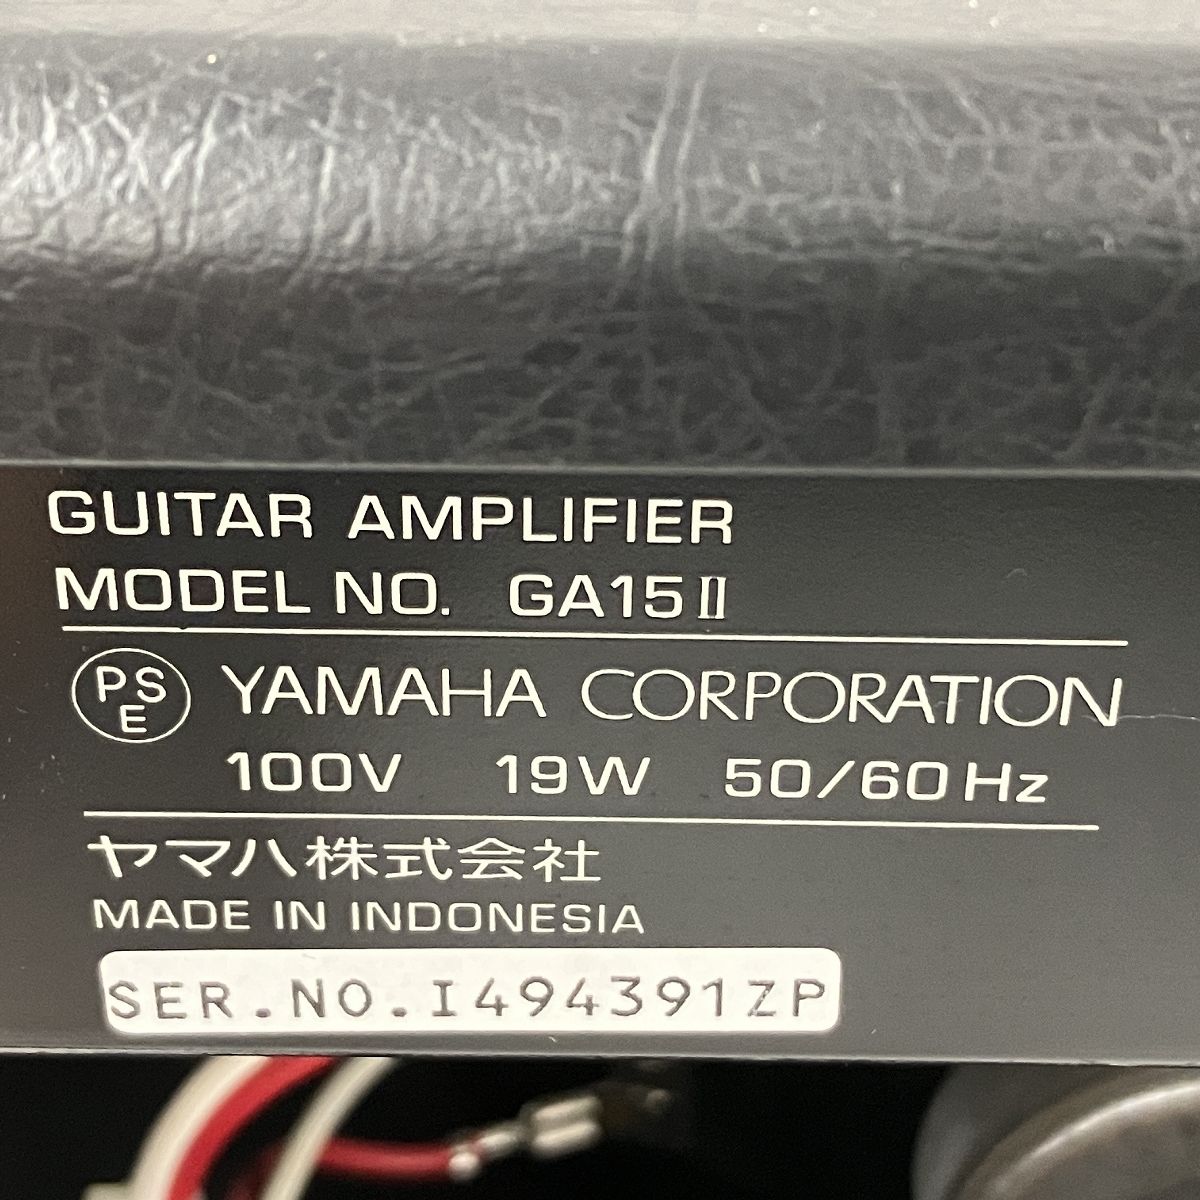 GUITAR AMPLIFIER
MODEL NO. GA15Ⅱ
PSE YAMAHA CORPORATION
100V 19W 50/60Hz
ヤマハ株式会社
MADE IN INDONESIA
SER.NO.I494391ZP